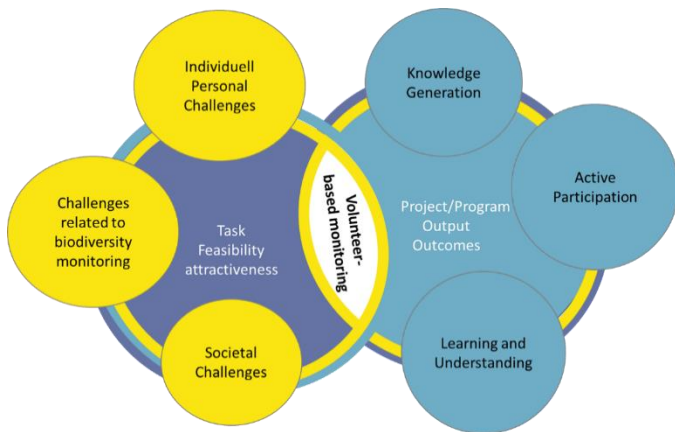 Individuell
Personal
Challenges
Challenges
related to
biodiversity
monitoring
Task
Feasibility
attractiveness
Societal
Challenges
Volunteer-
based monitoring
Knowledge
Generation
Active
Participation
Project/Program
Output
Outcomes
Learning and
Understanding